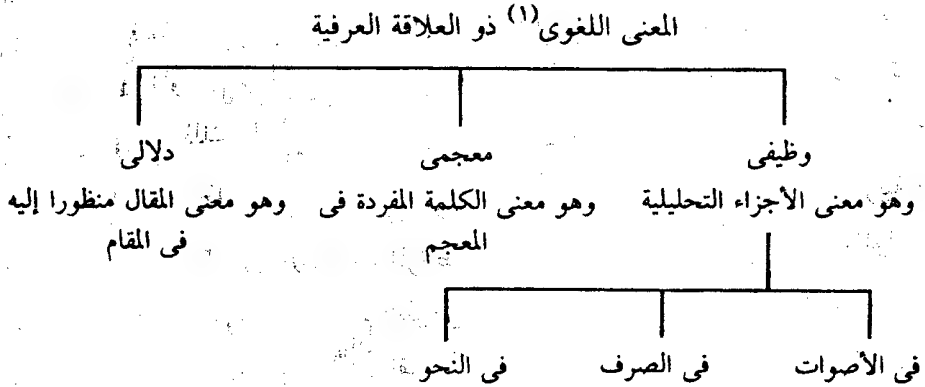 المعنى اللغوى(١) ذو العلاقة العرفية
وظيفى معجمى دلالى
وهو معنى الأجزاء التحليلية وهو معنى الكلمة المفردة فى وهو معنى المقال منظورا إليه
المعجم فى المقام
فى الأصوات فى الصرف فى النحو